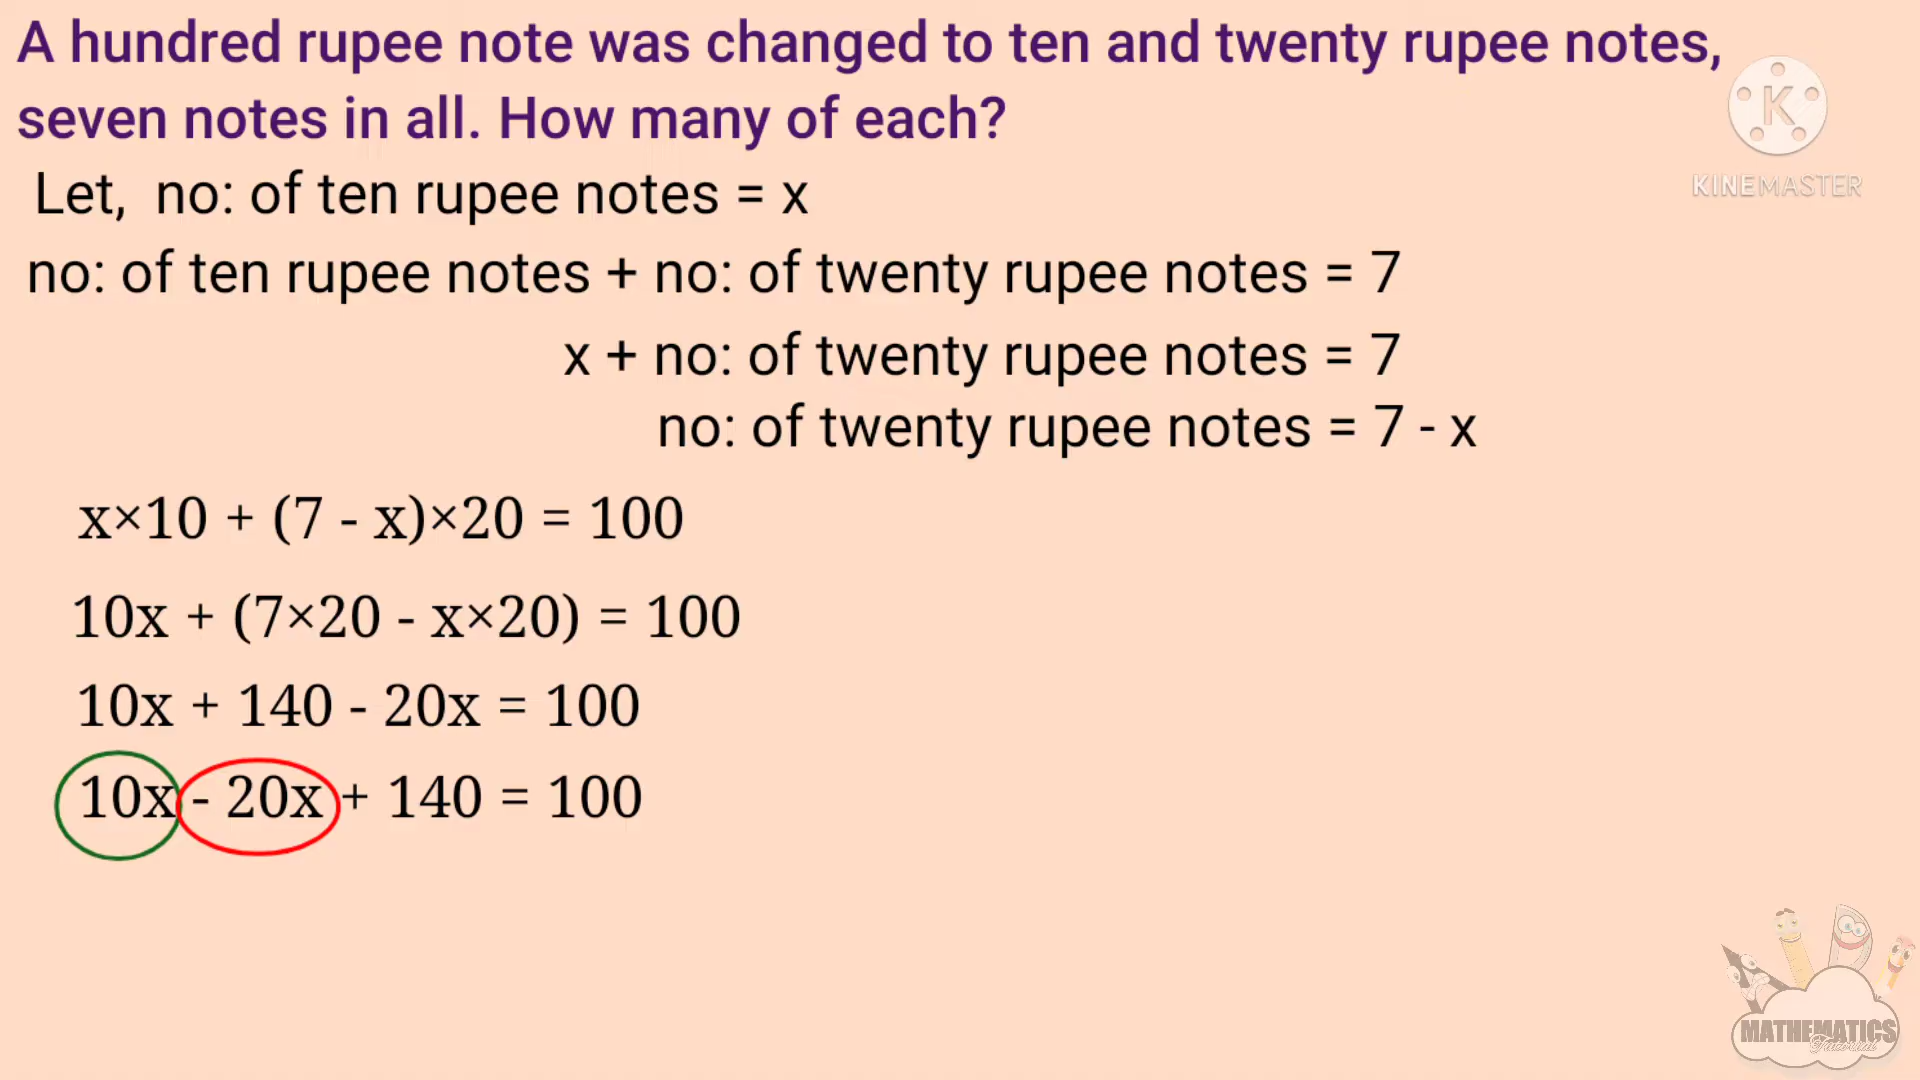 A hundred rupee note was changed to ten and twenty rupee notes,
seven notes in all. How many of each?
K
KINEMASTER
Let, no: of ten rupee notes = x
no: of ten rupee notes + no: of twenty rupee notes = 7
x + no: of twenty rupee notes = 7
no: of twenty rupee notes = 7 - x
x×10 + (7 - x)×20 = 100
10x + (7×20 - x×20) = 100
10x + 140 - 20x = 100
10x - 20x + 140 = 100
MATHEMATICS
Tutorial